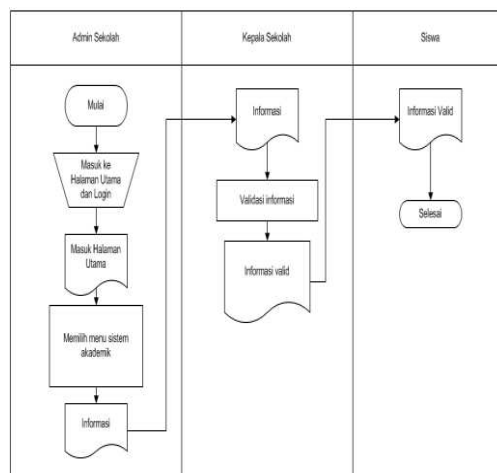 Admin Sekolah
Kepala Sekolah
Siswa
Mulai
Masuk ke
Halaman Utama
dan Login
Masuk Halaman
Utama
Memilih menu sistem
akademik
Informasi
Informasi
Validasi informasi
Informasi valid
Informasi Valid
Selesai